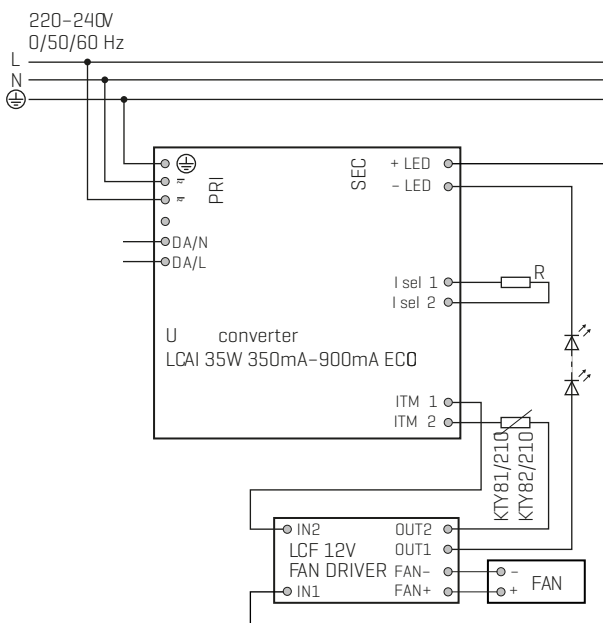 220-240V
0/50/60 Hz
L
N
PRI
SEC
+ LED
- LED
DA/N
DA/L
I sel 1
I sel 2
R
U converter
LCAI 35W 350mA-900mA ECO
ITM 1
ITM 2
KTY81/210
KTY82/210
IN2
OUT2
LCF 12V
OUT1
FAN DRIVER
FAN-
IN1
FAN+
-
+
FAN